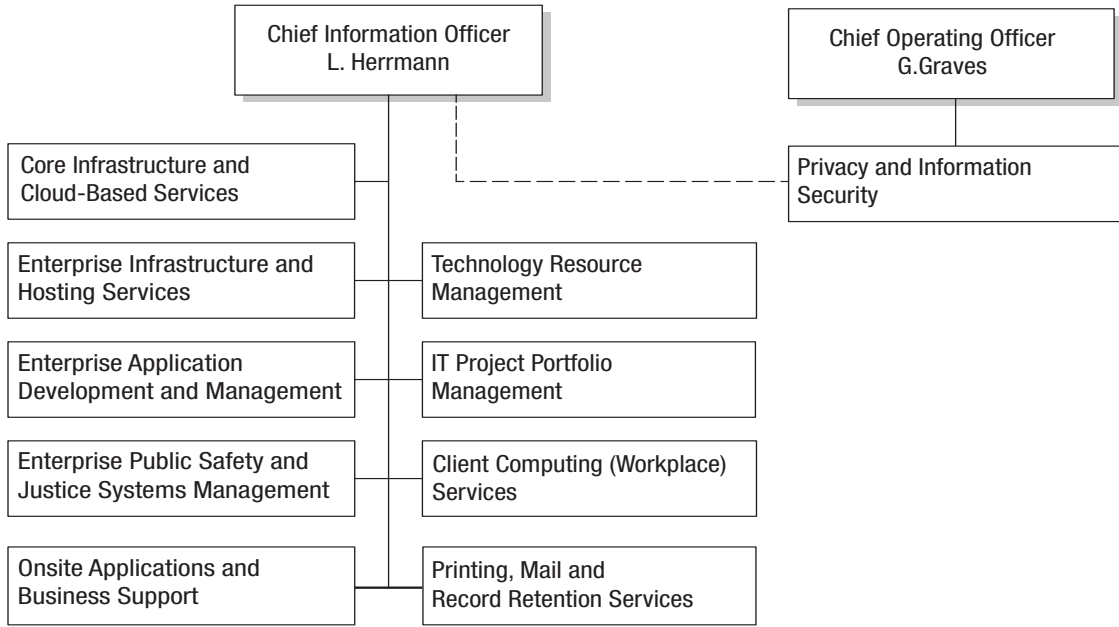 Chief Information Officer
L. Herrmann
Chief Operating Officer
G.Graves
Core Infrastructure and
Cloud-Based Services
Privacy and Information
Security
Enterprise Infrastructure and
Hosting Services
Technology Resource
Management
Enterprise Application
Development and Management
IT Project Portfolio
Management
Enterprise Public Safety and
Justice Systems Management
Client Computing (Workplace)
Services
Onsite Applications and
Business Support
Printing, Mail and
Record Retention Services